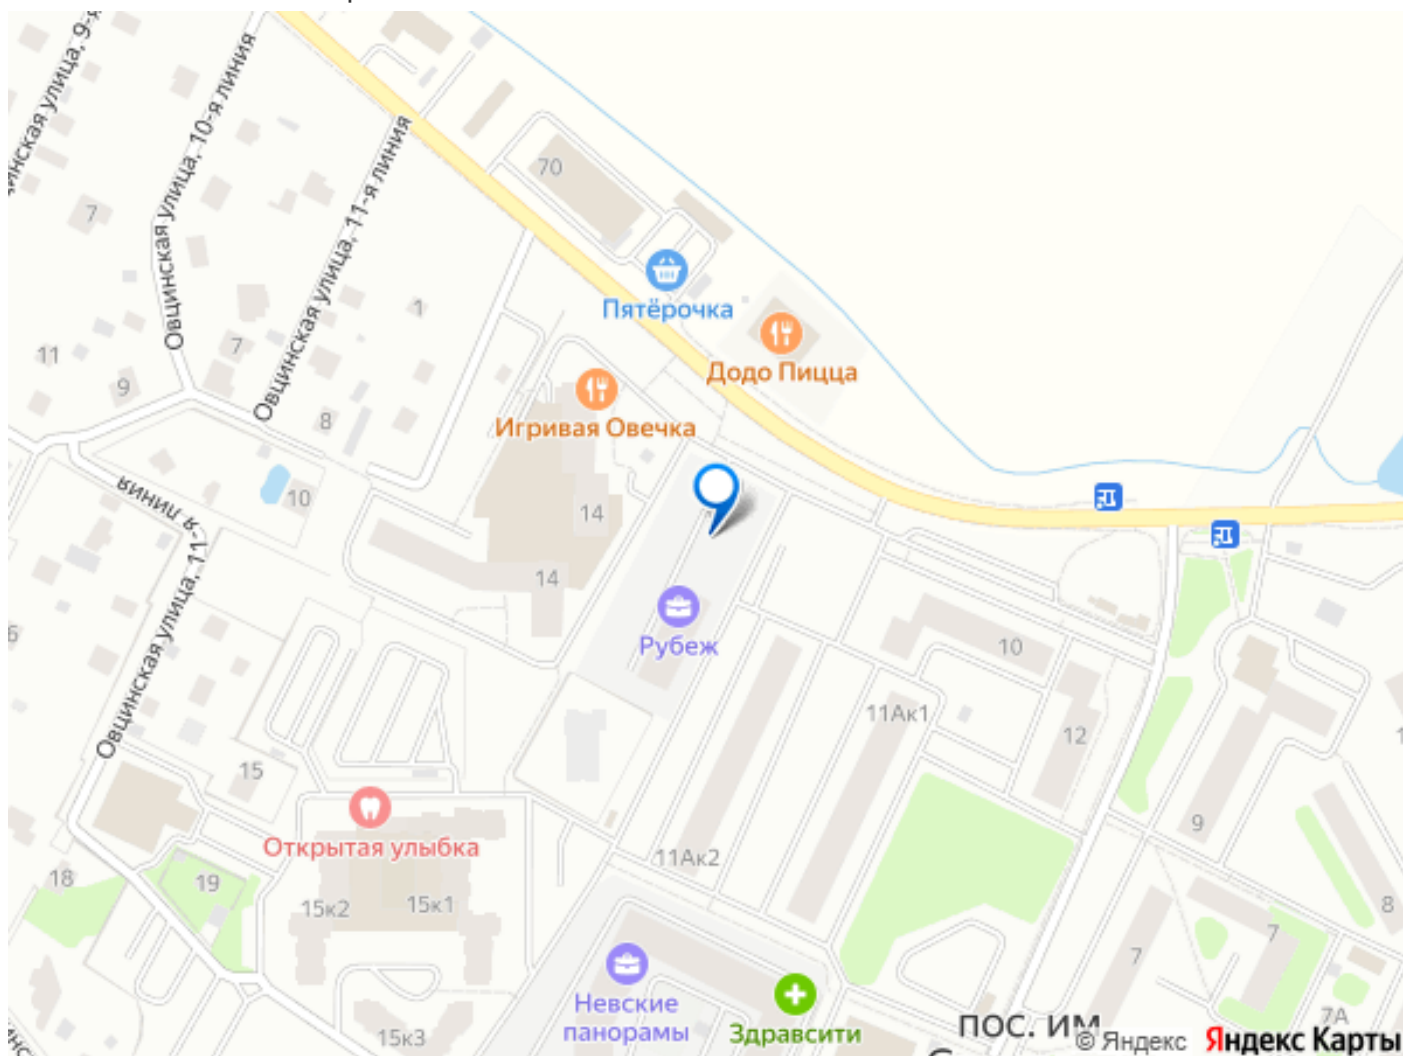 Овцинская улица, 10-я линия
Овцинская улица, 11-я линия
70
7
Пятёрочка
1
Додо Пицца
11
7
9
8
Игривая Овечка
10
14
14
Овцинская улица, 11-я линия
Рубеж
10
11Ак1
12
15
9
Открытая улыбка
11Ак2
18
19
15к2
15к1
8
7
7
Невские
панорамы
Здравсити
15к3
7А
пос. им.
© Яндекс
Яндекс Карты